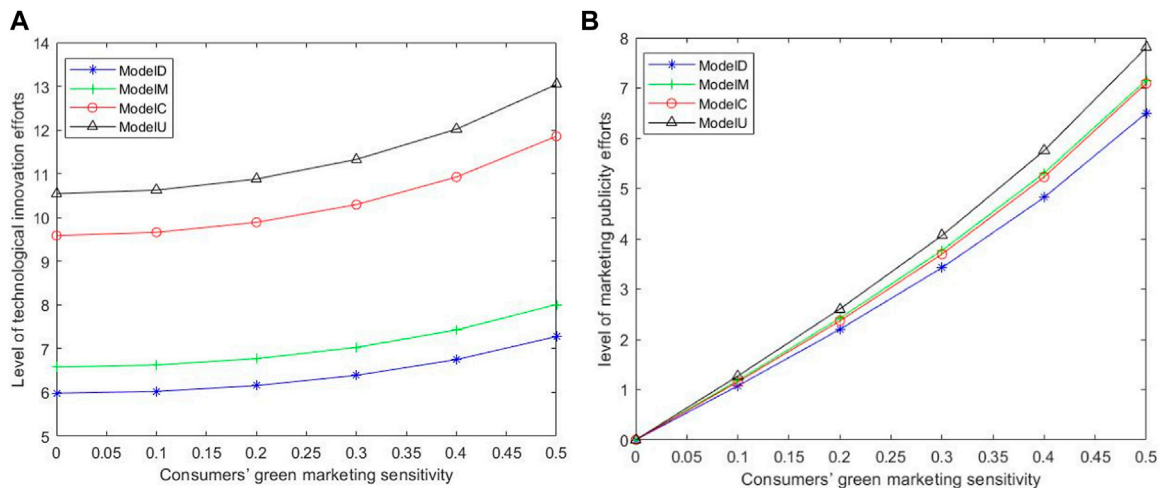 A
14
13
12
11
10
9
8
7
6
5
0
0.05
0.1
0.15
0.2
0.25
0.3
0.35
0.4
0.45
0.5
Level of technological innovation efforts
Consumers' green marketing sensitivity
ModelD
ModelM
ModelC
ModelU
B
8
7
6
5
4
3
2
1
0
0
0.05
0.1
0.15
0.2
0.25
0.3
0.35
0.4
0.45
0.5
level of marketing publicity efforts
Consumers' green marketing sensitivity
ModelD
ModelM
ModelC
ModelU